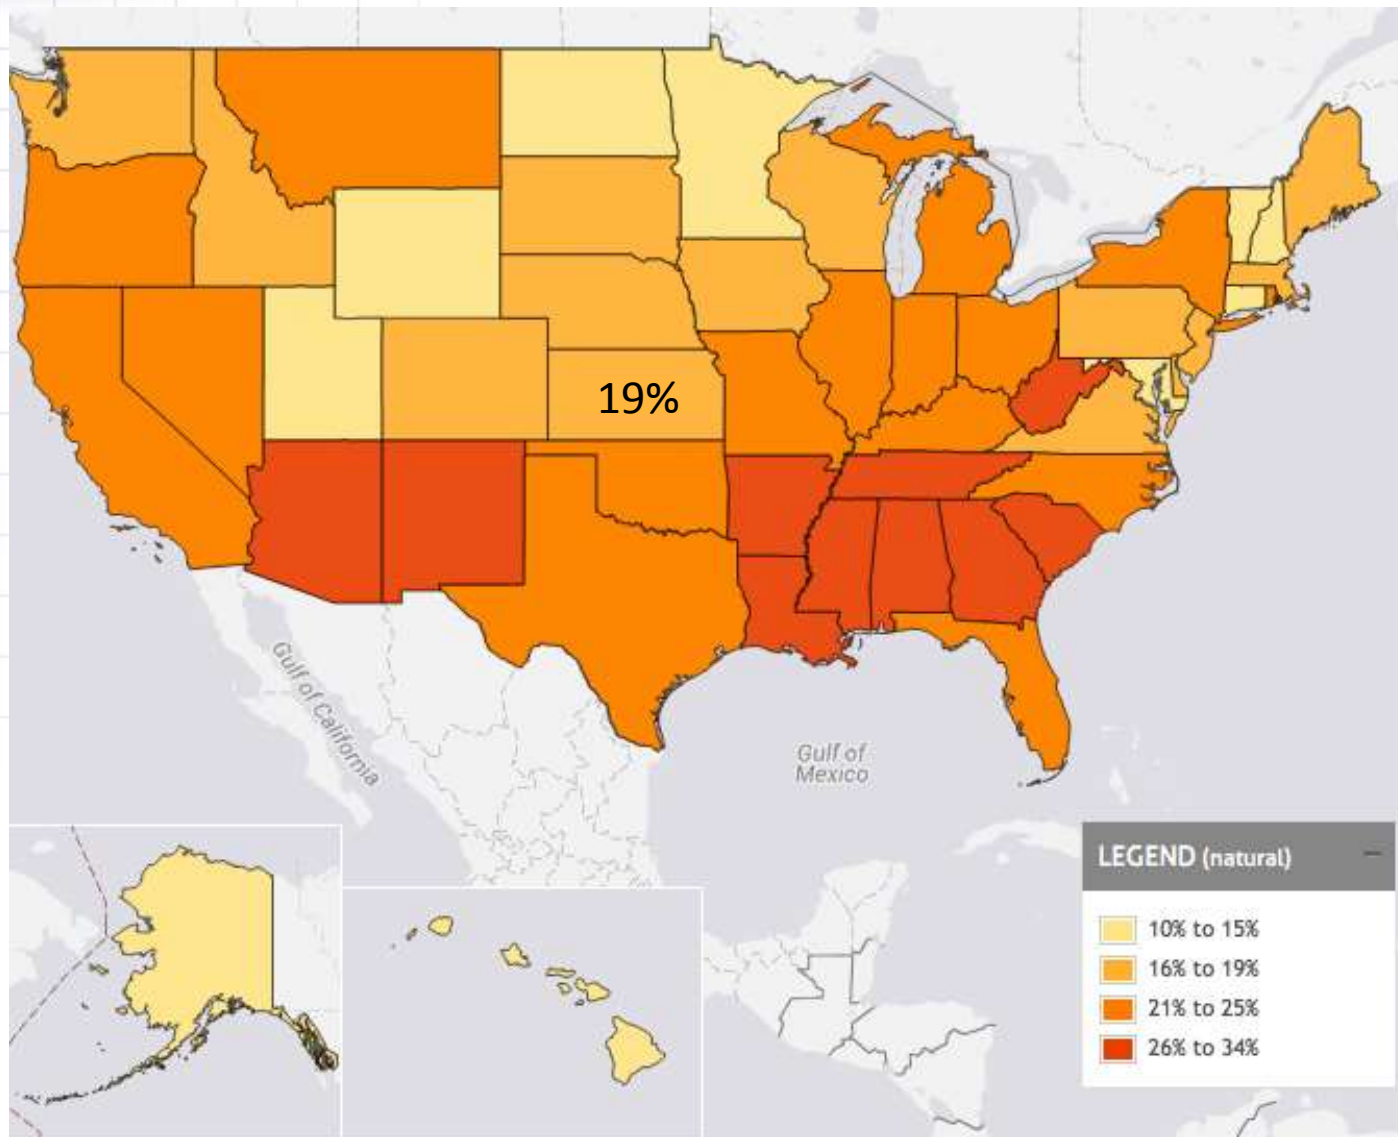 19%
Gulf of California
Gulf of
Mexico
LEGEND (natural)
10% to 15%
16% to 19%
21% to 25%
26% to 34%